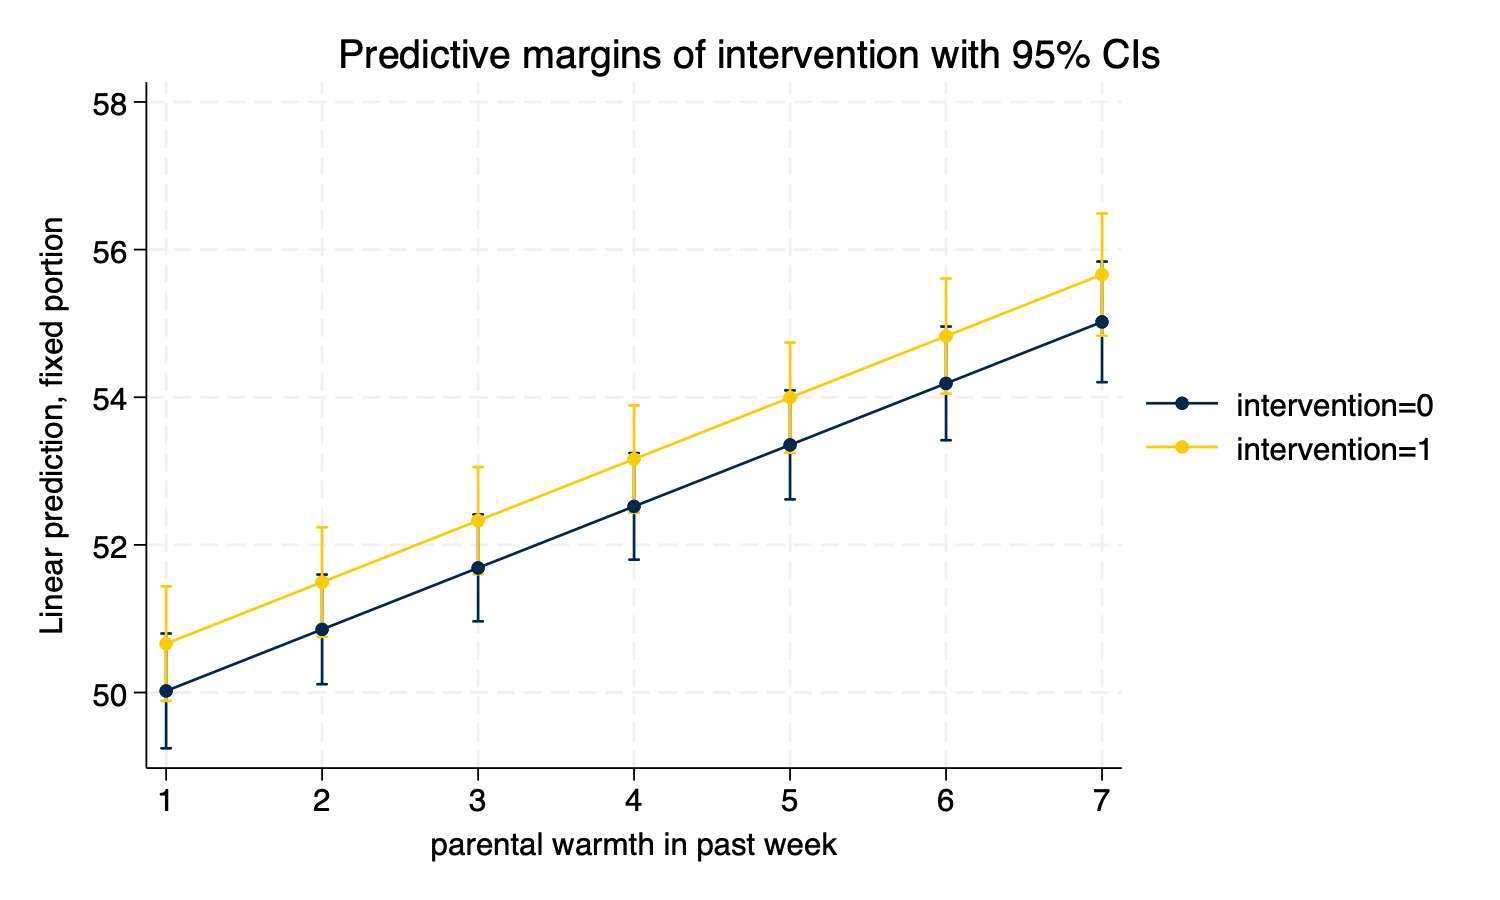 Predictive margins of intervention with 95% CIs
Linear prediction, fixed portion
58
56
54
52
50
1 2 3 4 5 6 7
parental warmth in past week
intervention=0
intervention=1